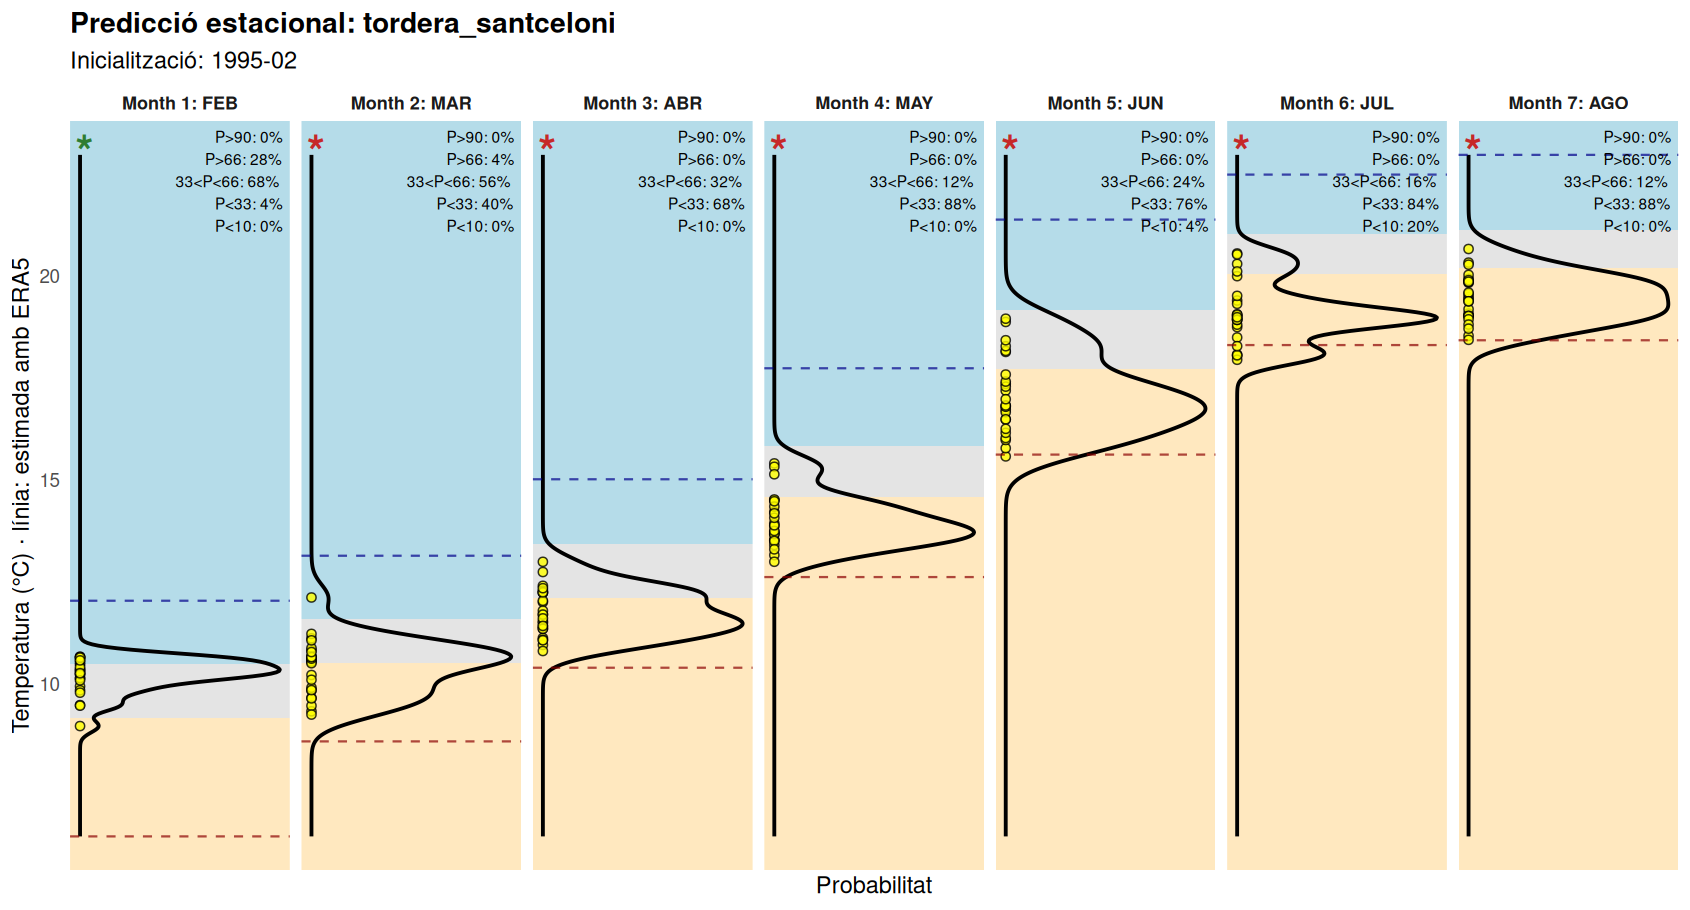 Predicció estacional: tordera_santceloni
Inicialització: 1995-02
Month 1: FEB
Month 2: MAR
Month 3: ABR
Month 4: MAY
Month 5: JUN
Month 6: JUL
Month 7: AGO
*
P>90: 0%
P>66: 28%
33<P<66: 68%
P<33: 4%
P<10: 0%
*
P>90: 0%
P>66: 4%
33<P<66: 56%
P<33: 40%
P<10: 0%
*
P>90: 0%
P>66: 0%
33<P<66: 32%
P<33: 68%
P<10: 0%
*
P>90: 0%
P>66: 0%
33<P<66: 12%
P<33: 88%
P<10: 0%
*
P>90: 0%
P>66: 0%
33<P<66: 24%
P<33: 76%
P<10: 4%
*
P>90: 0%
P>66: 0%
33<P<66: 16%
P<33: 84%
P<10: 20%
*
P>90: 0%
P>66: 0%
33<P<66: 12%
P<33: 88%
P<10: 0%
20
15
10
Temperatura (°C) · línia: estimada amb ERA5
Probabilitat